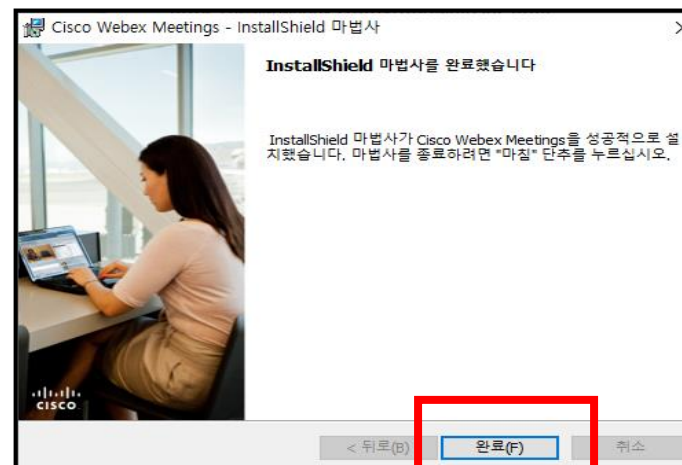 Cisco Webex Meetings - InstallShield 마법사
InstallShield 마법사를 완료했습니다
InstallShield 마법사가 Cisco Webex Meetings을 성공적으로 설
치했습니다. 마법사를 종료하려면 "마침" 단추를 누르십시오.
CISCO
< 뒤로(B)
완료(F)
취소